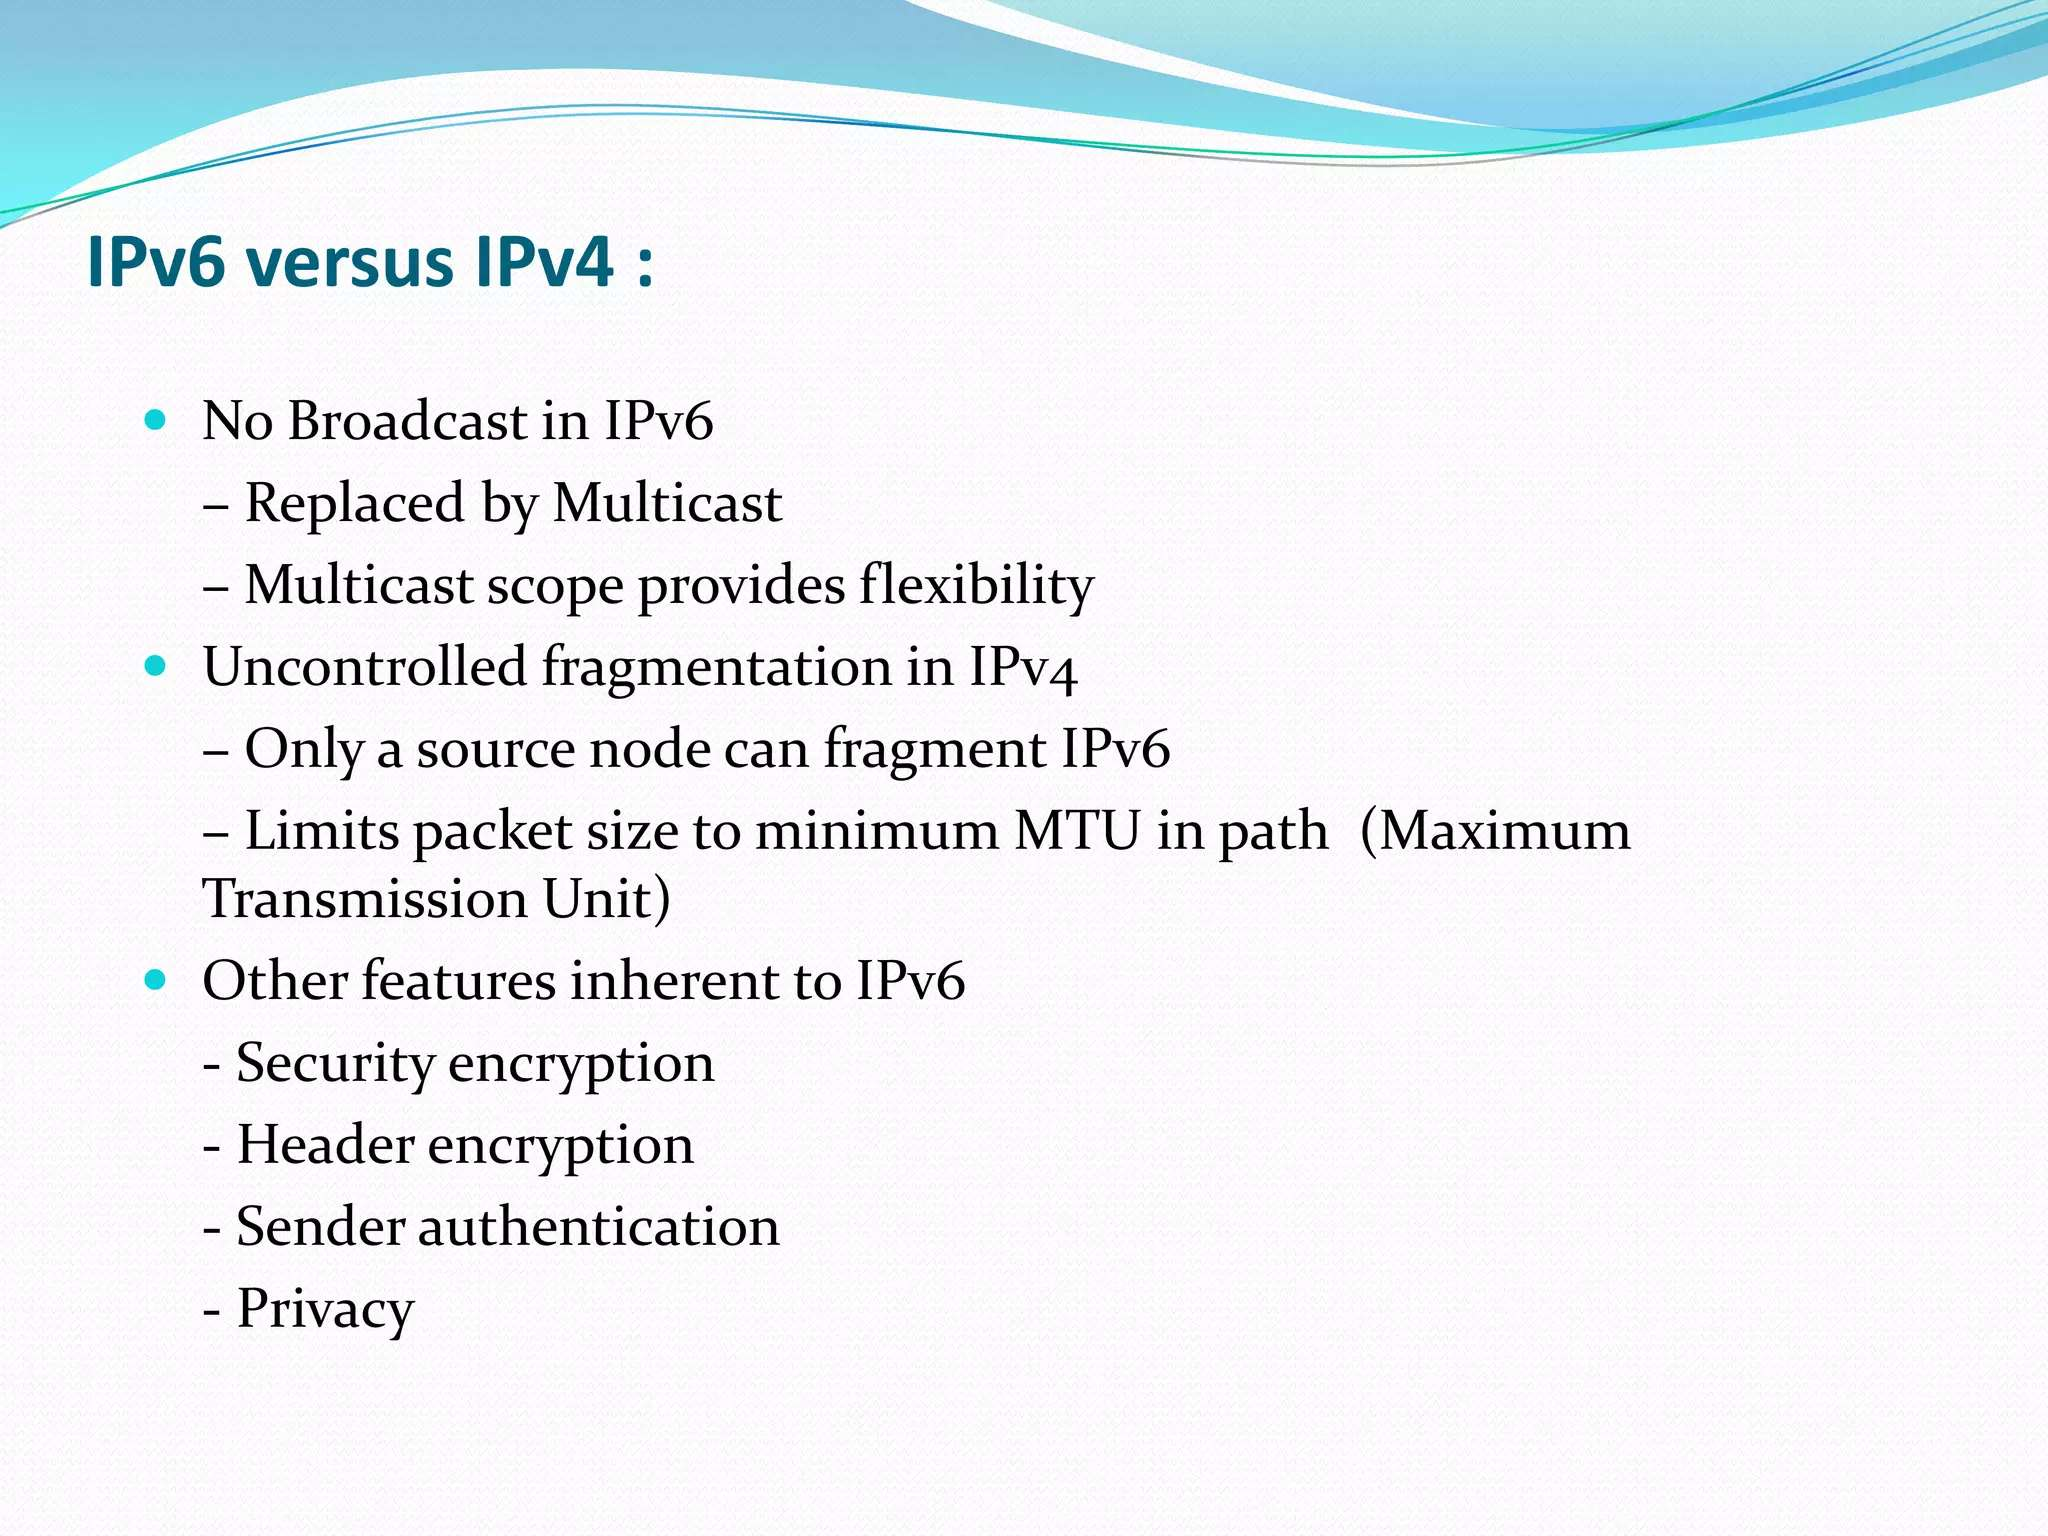 IPv6 versus IPv4 :
• No Broadcast in IPv6
– Replaced by Multicast
– Multicast scope provides flexibility
• Uncontrolled fragmentation in IPv4
– Only a source node can fragment IPv6
– Limits packet size to minimum MTU in path  (Maximum
Transmission Unit)
• Other features inherent to IPv6
- Security encryption
- Header encryption
- Sender authentication
- Privacy